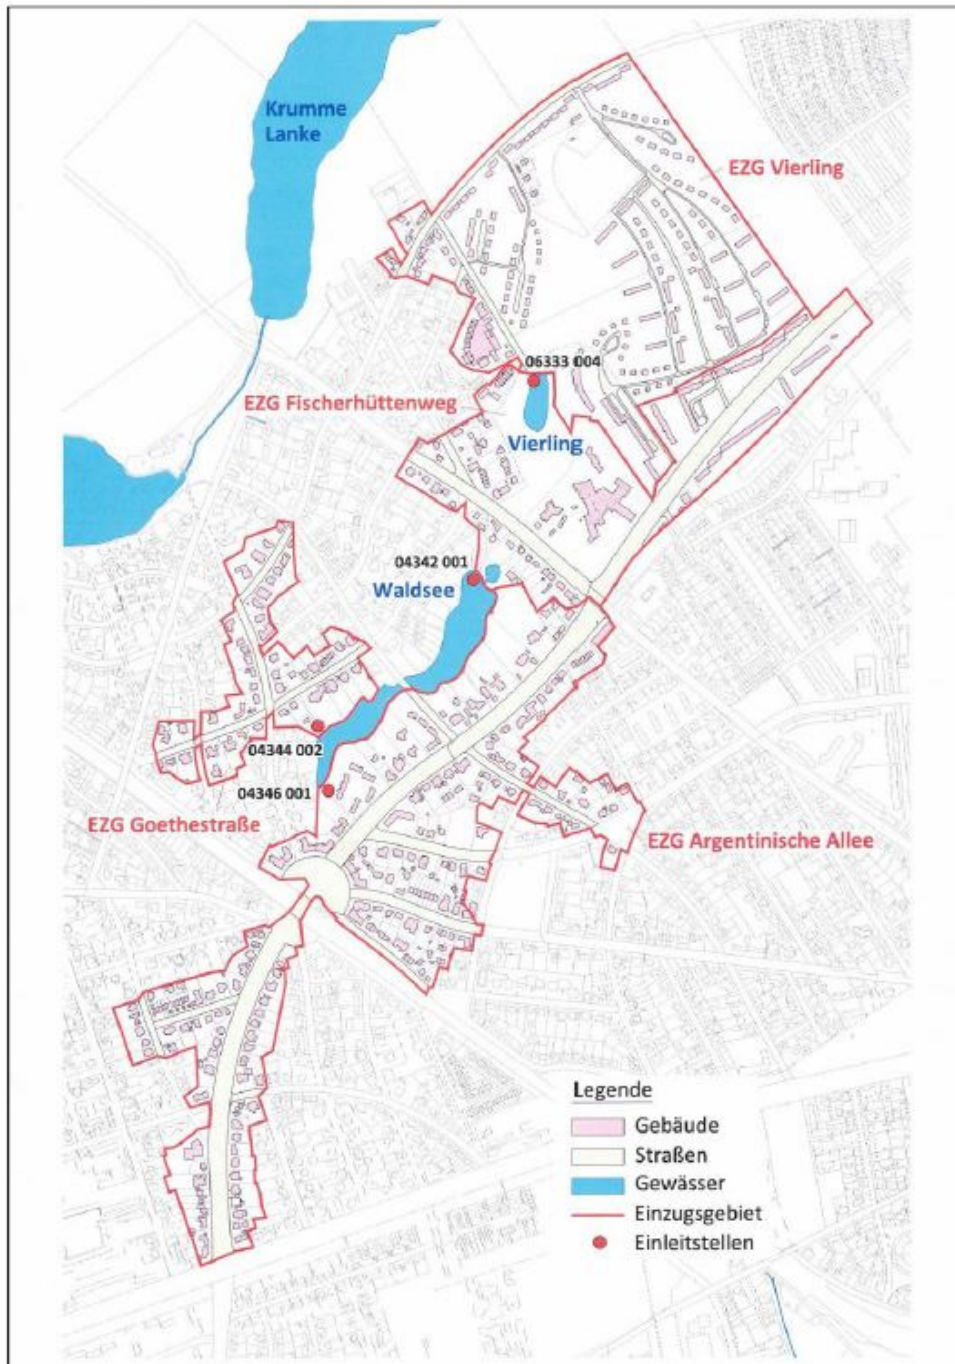 Krumme
Lanke
EZG Vierling
06333 004
EZG Fischerhüttenweg
Vierling
04342 001
Waldsee
04344 002
04346 001
EZG Goethestraße
EZG Argentinische Allee
Legende
Gebäude
Straßen
Gewässer
Einzugsgebiet
Einleitstellen